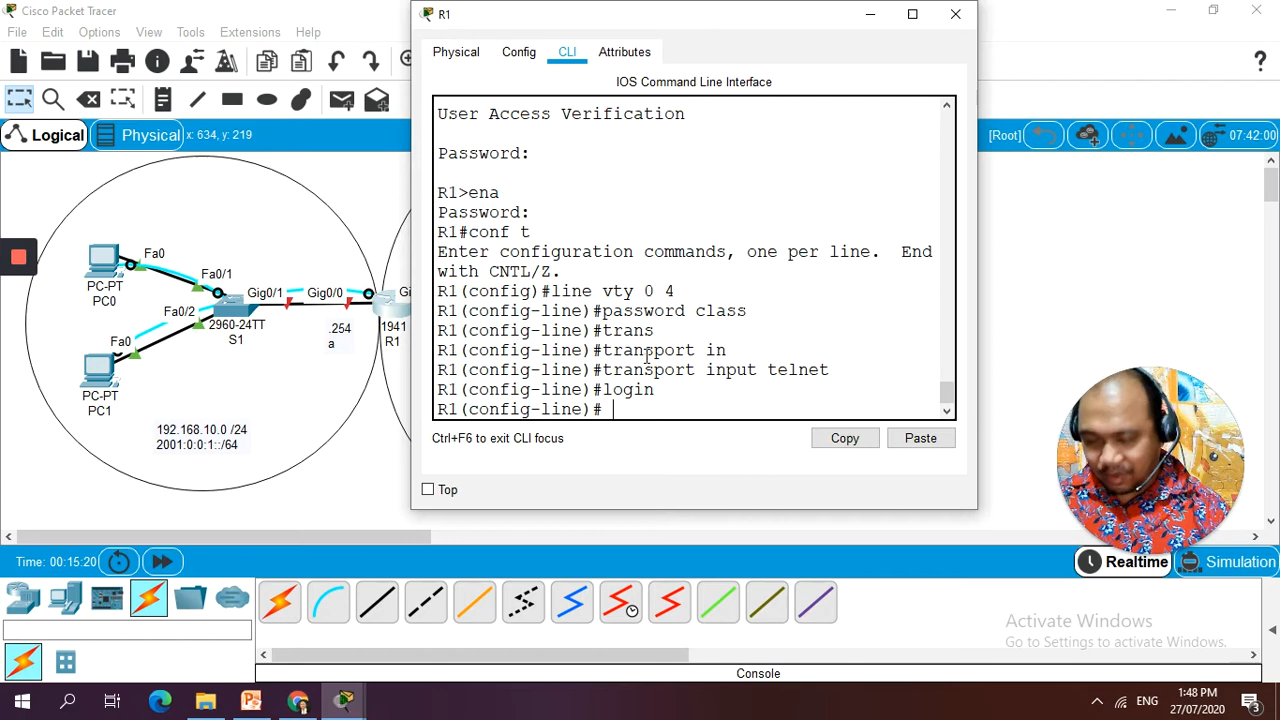 Cisco Packet Tracer
R1
File Edit Options View Tools Extensions Help
Physical Config CLI Attributes
IOS Command Line Interface
Logical
Physical x: 634, y: 219
[Root]
07:42:00
User Access Verification
Password:
R1>ena
Password:
R1#conf t
Enter configuration commands, one per line. End
with CNTL/Z.
R1(config)#line vty 0 4
R1(config-line)#password class
R1(config-line)#trans
R1(config-line)#transport in
R1(config-line)#transport input telnet
R1(config-line)#login
R1(config-line)#
Ctrl+F6 to exit CLI focus
Copy
Paste
Top
Fa0
PC-PT
PC0
Fa0/1
Fa0/2
Gig0/1
Gig0/0
Gi
2960-24TT
S1
.254
a
1941
R1
Fa0
PC-PT
PC1
192.168.10.0 /24
2001:0:0:1::/64
Time: 00:15:20
Realtime
Simulation
Activate Windows
Go to Settings to activate Windows.
Console
ENG
1:48 PM
27/07/2020
3